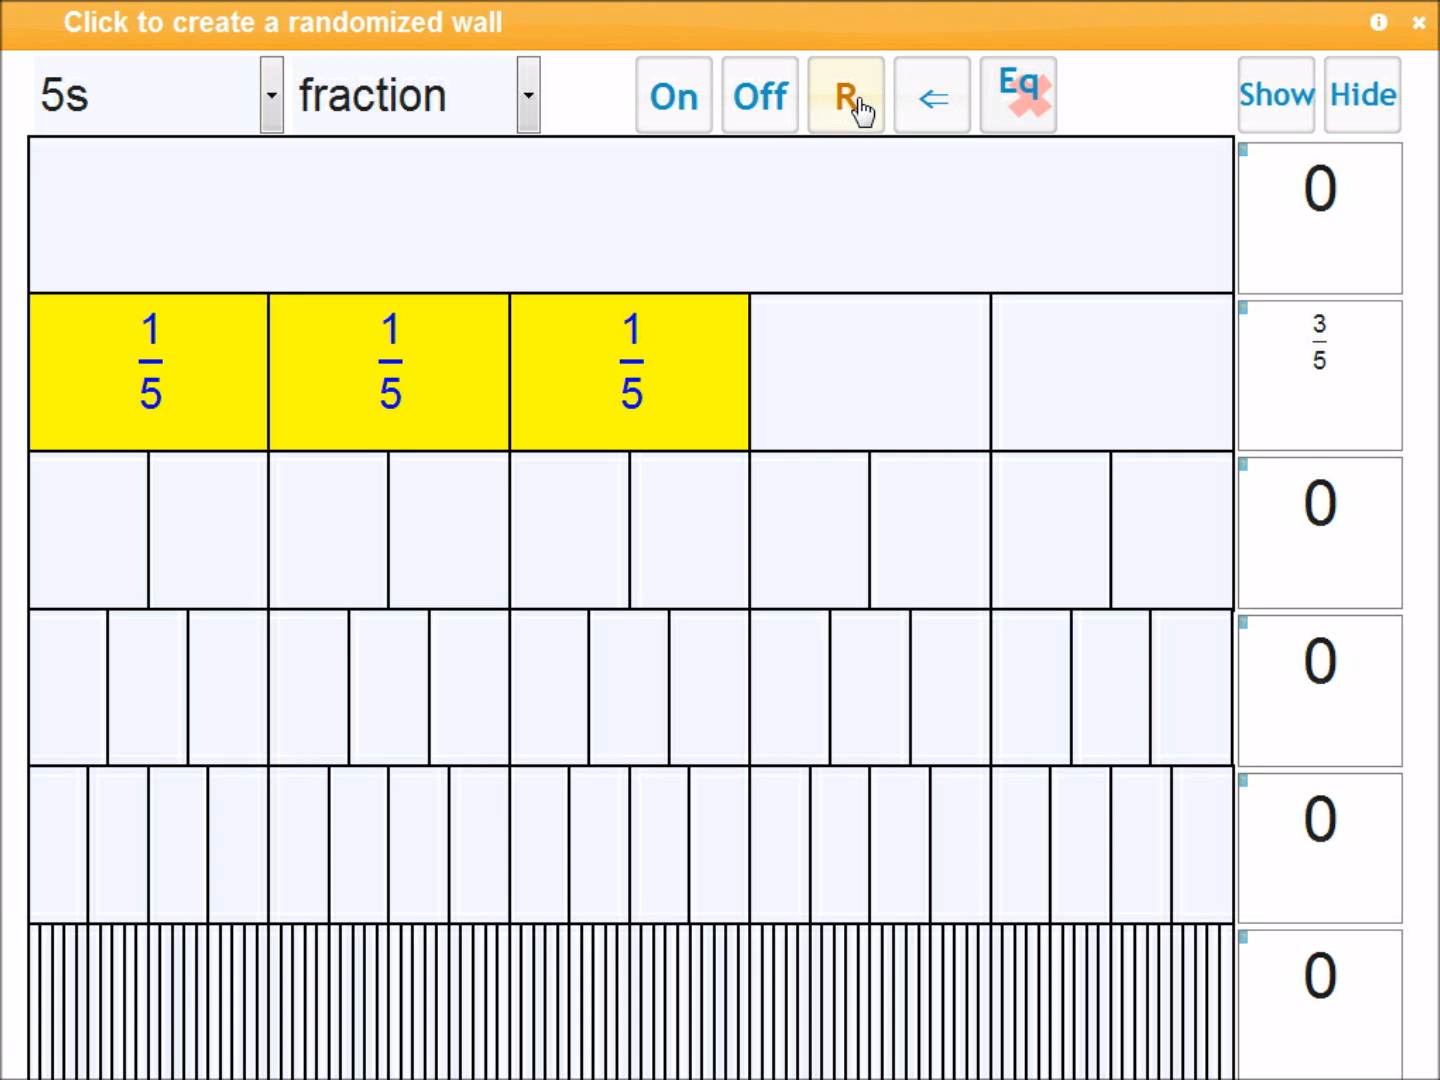 Click to create a randomized wall
5s fraction On Off R ⇐ Eq Show Hide
0
1/5 1/5 1/5 3/5
0
0
0
0